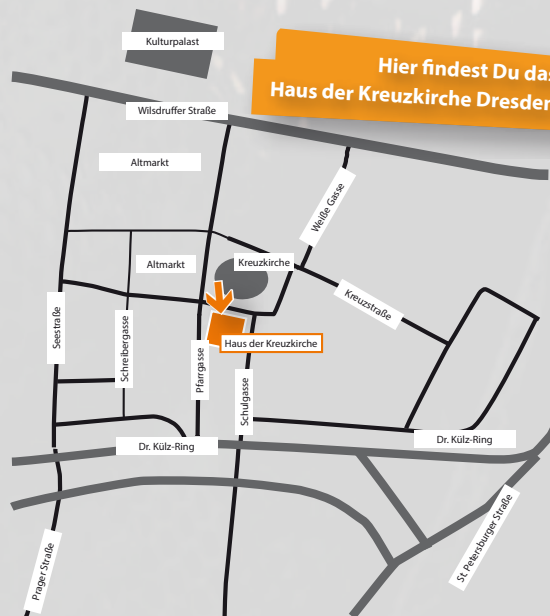 Kulturpalast
Hier findest Du das
Haus der Kreuzkirche Dresden
Wilsdruffer Straße
Altmarkt
Weiße Gasse
Altmarkt
Kreuzkirche
Kreuzstraße
Seestraße
Schreibergasse
Haus der Kreuzkirche
Pfarrgasse
Schulgasse
Dr. Külz-Ring
Dr. Külz-Ring
St. Petersburger Straße
Prager Straße